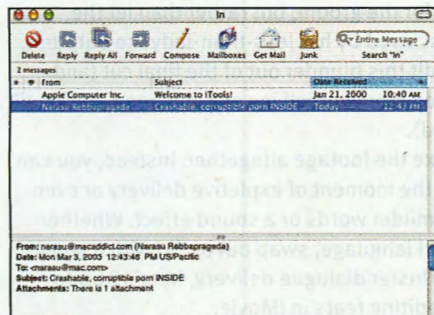 In
Delete Reply Reply All Forward Compose Mailboxes Get Mail Junk Search "In"
Q- Entire Message
2 messages
From Subject Date Received
Apple Computer Inc. Welcome to iTools! Jan 21, 2000 10:40 AM
Narasu Rebbapragada Crashable, corruptible porn INSIDE Today 12:43 PM
From: narasu@macaddict.com (Narasu Rebbapragada)
Date: Mon Mar 3, 2003 12:43:48 PM US/Pacific
To: <narasu@mac.com>
Subject: Crashable, corruptible porn INSIDE
Attachments: There is 1 attachment